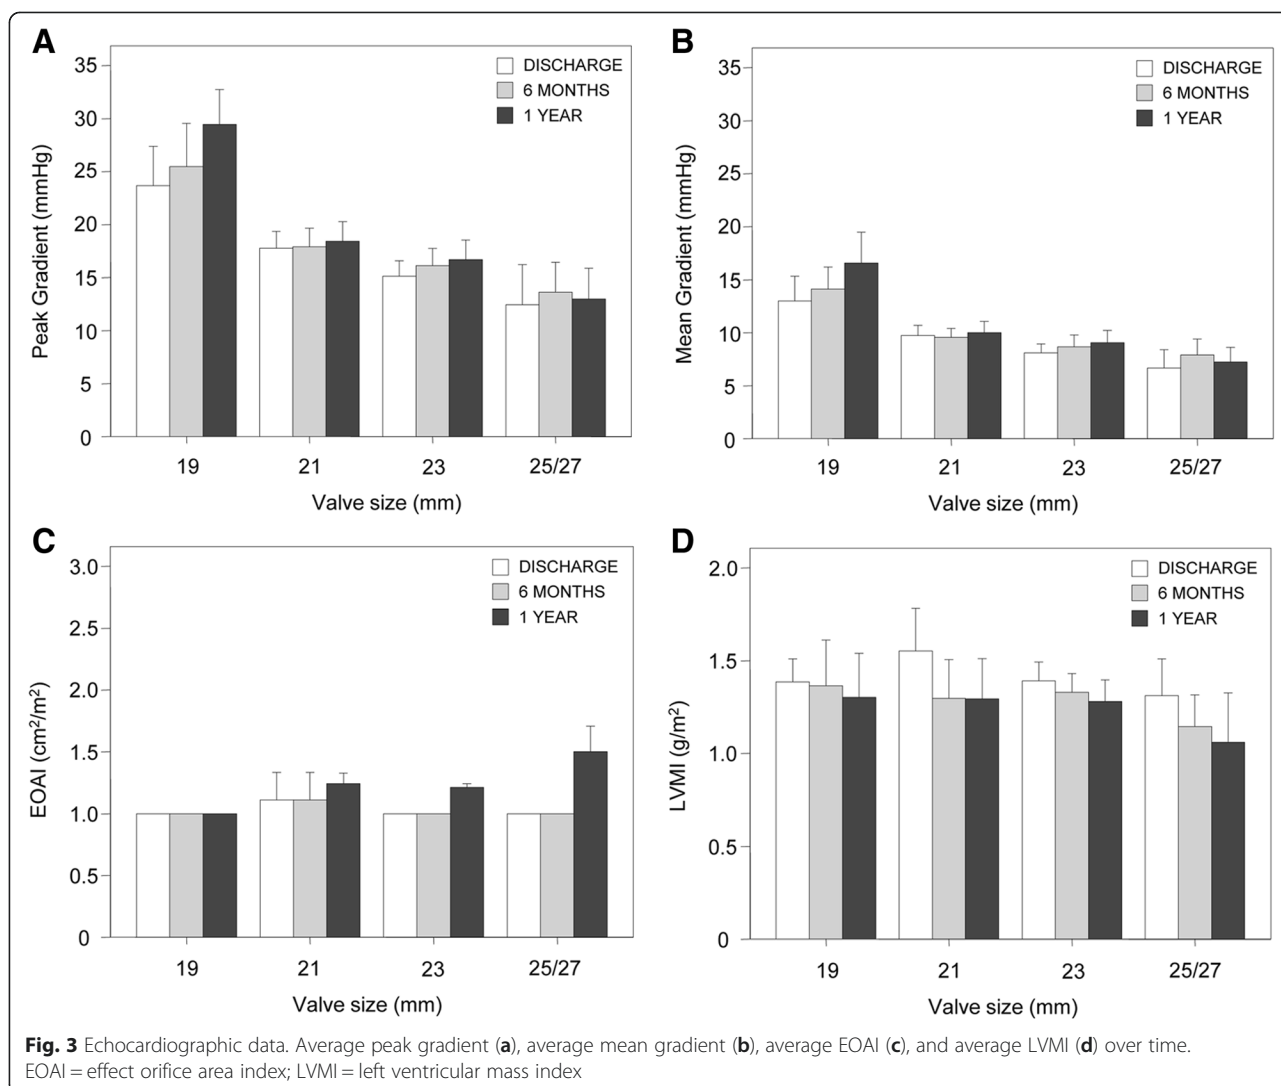 A
Peak Gradient (mmHg)
35
30
25
20
15
10
5
0
DISCHARGE
6 MONTHS
1 YEAR
19 21 23 25/27
Valve size (mm)
B
Mean Gradient (mmHg)
35
30
25
20
15
10
5
0
DISCHARGE
6 MONTHS
1 YEAR
19 21 23 25/27
Valve size (mm)
C
EOAI (cm²/m²)
3.0
2.5
2.0
1.5
1.0
0.5
0
DISCHARGE
6 MONTHS
1 YEAR
19 21 23 25/27
Valve size (mm)
D
LVMI (g/m²)
2.0
1.5
1.0
0.5
0
DISCHARGE
6 MONTHS
1 YEAR
19 21 23 25/27
Valve size (mm)
Fig. 3 Echocardiographic data. Average peak gradient (a), average mean gradient (b), average EOAI (c), and average LVMI (d) over time.
EOAI = effect orifice area index; LVMI = left ventricular mass index